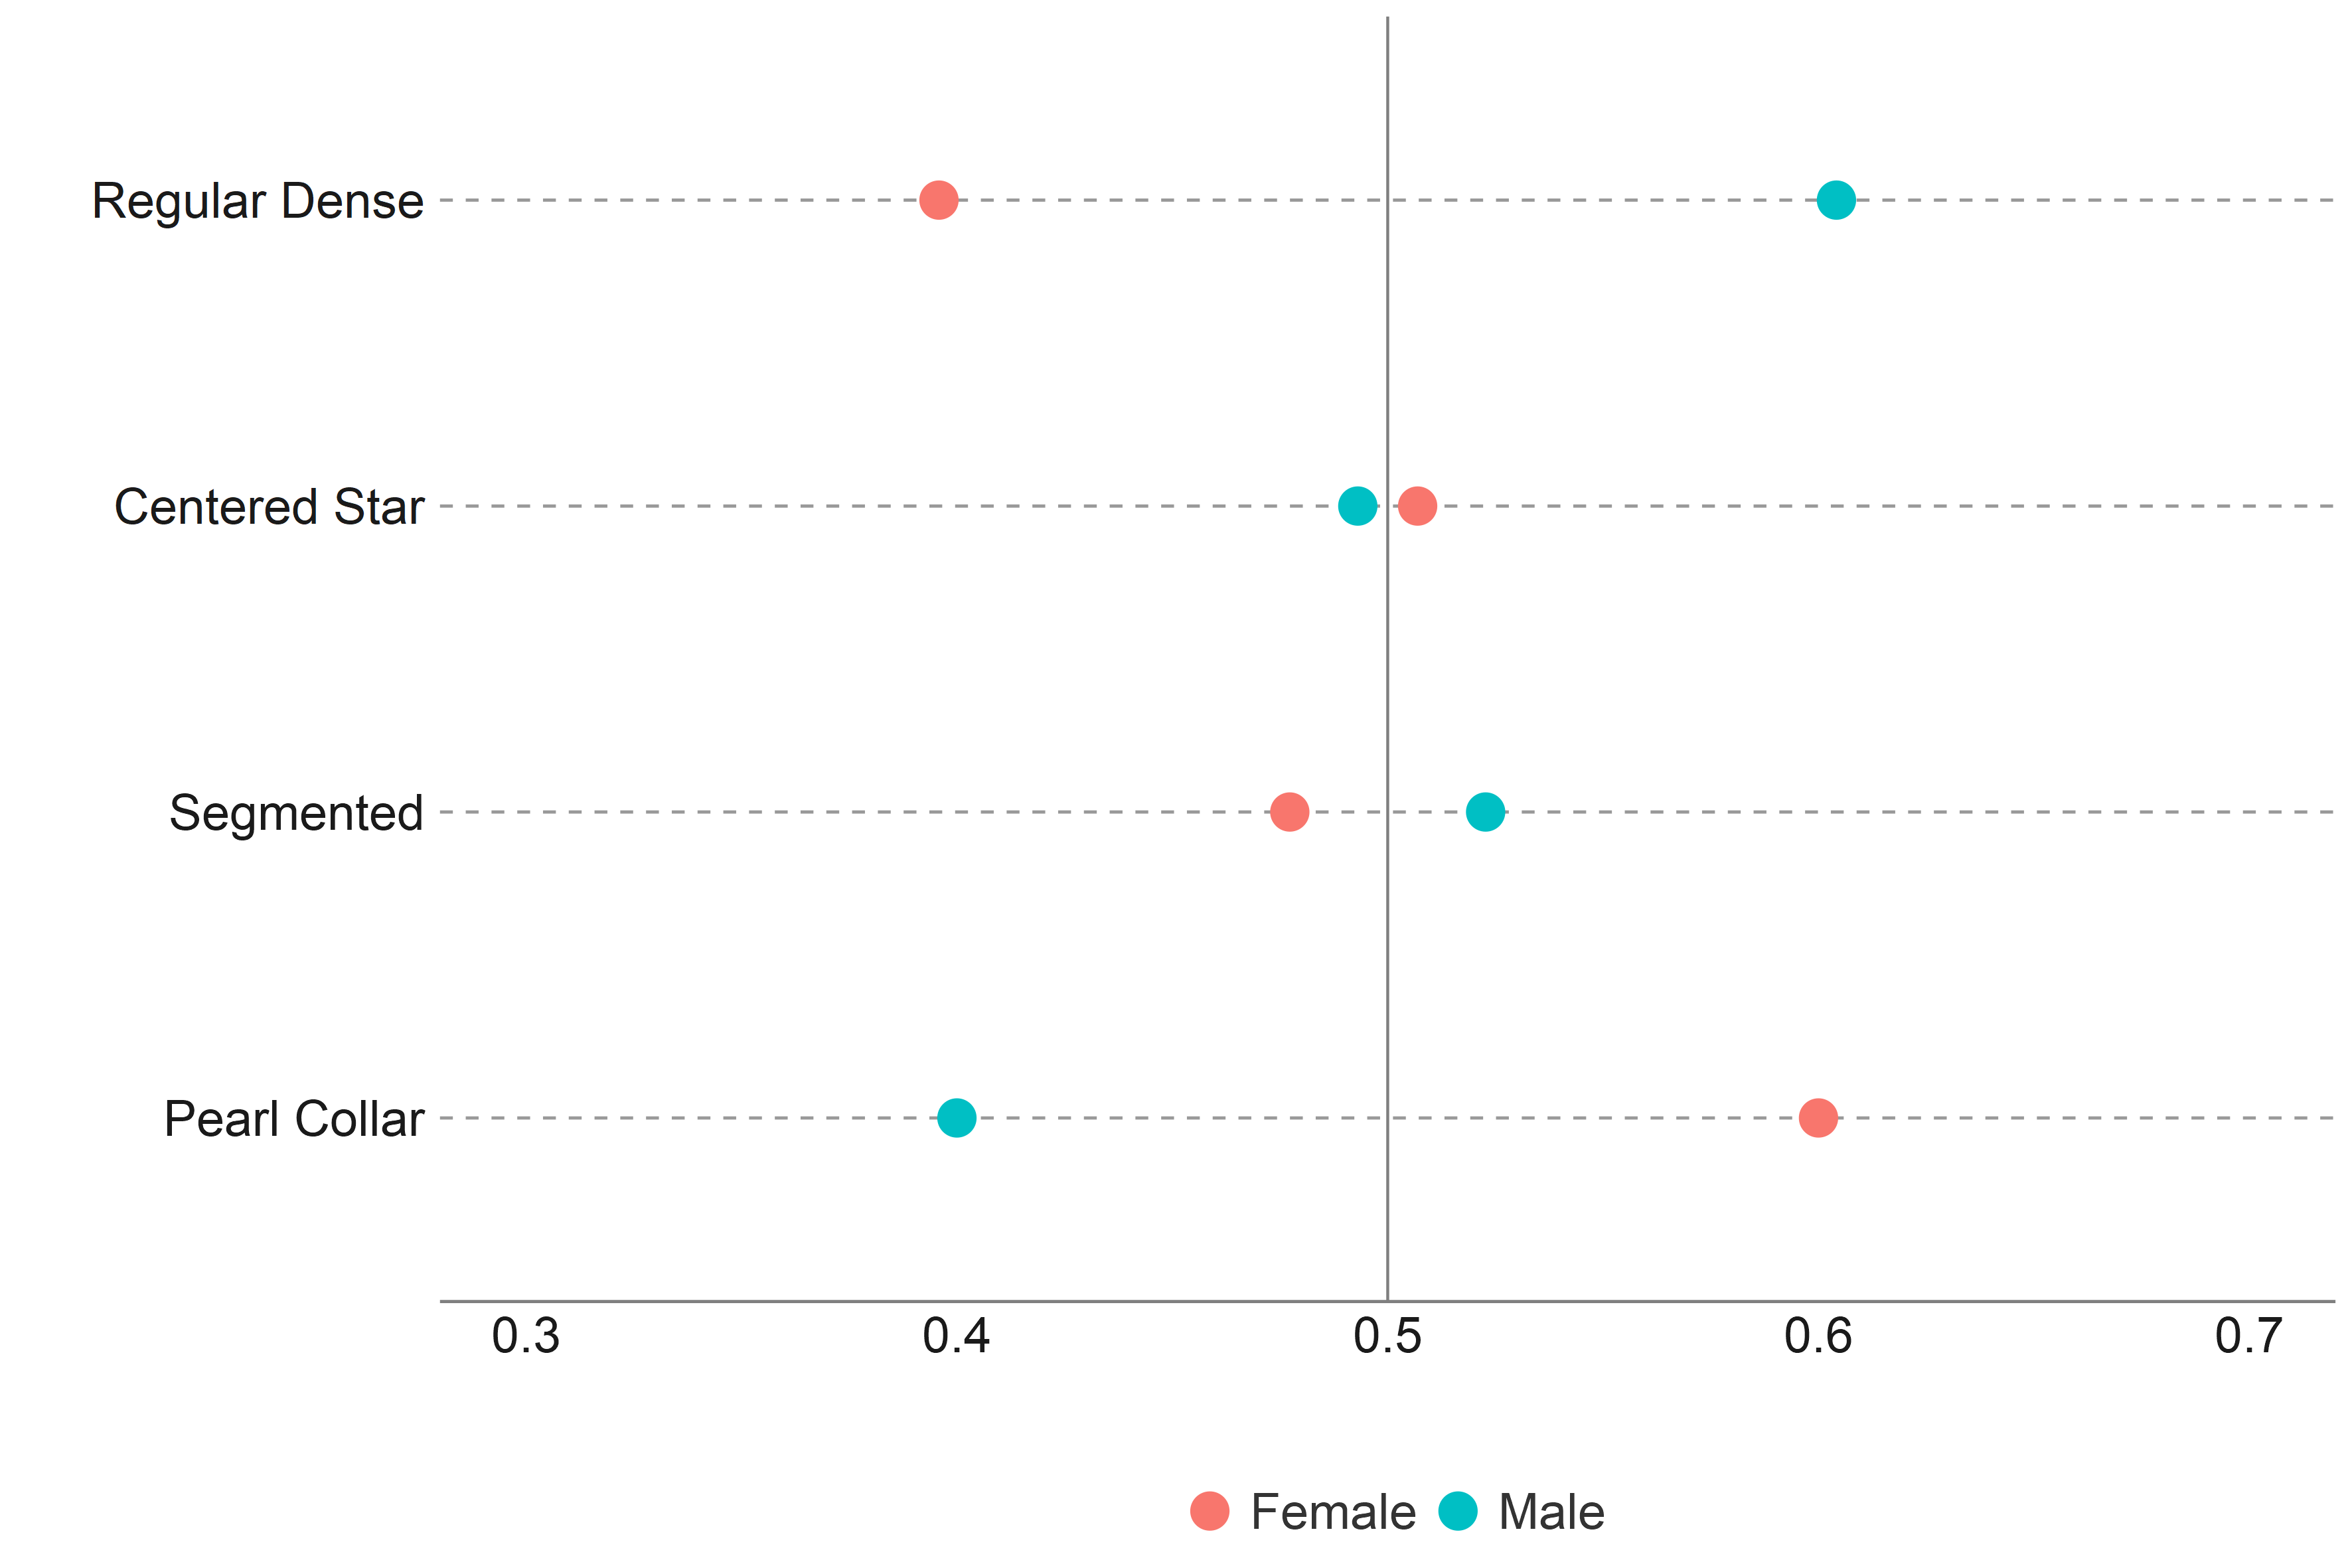 Regular Dense
Centered Star
Segmented
Pearl Collar
0.3 0.4 0.5 0.6 0.7
Female Male